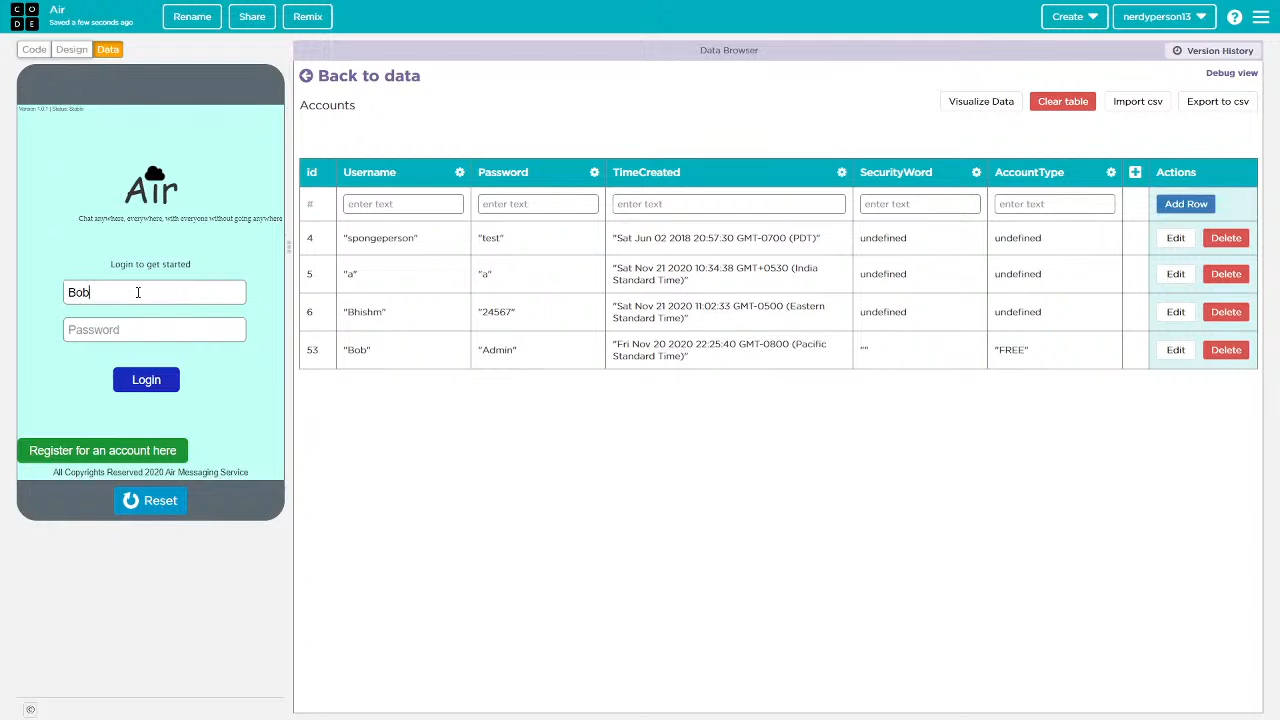 CODE
Air
Saved a few seconds ago
Rename
Share
Remix
Create
nerdyperson13
?
Code
Design
Data
Data Browser
Version History
Version 1.0.1 | Status: Stable
Air
Chat anywhere, everywhere, with everyone without going anywhere
Login to get started
Bob
Password
Login
Register for an account here
All Copyrights Reserved 2020 Air Messaging Service
Reset
©
Back to data
Debug view
Accounts
Visualize Data
Clear table
Import csv
Export to csv
id Username Password TimeCreated SecurityWord AccountType Actions
# enter text enter text enter text enter text enter text Add Row
4 "spongeperson" "test" "Sat Jun 02 2018 20:57:30 GMT-0700 (PDT)" undefined undefined Edit Delete
5 "a" "a" "Sat Nov 21 2020 10:34:38 GMT+0530 (India
Standard Time)" undefined undefined Edit Delete
6 "Bhishm" "24567" "Sat Nov 21 2020 11:02:33 GMT-0500 (Eastern
Standard Time)" undefined undefined Edit Delete
53 "Bob" "Admin" "Fri Nov 20 2020 22:25:40 GMT-0800 (Pacific
Standard Time)" "" "FREE" Edit Delete